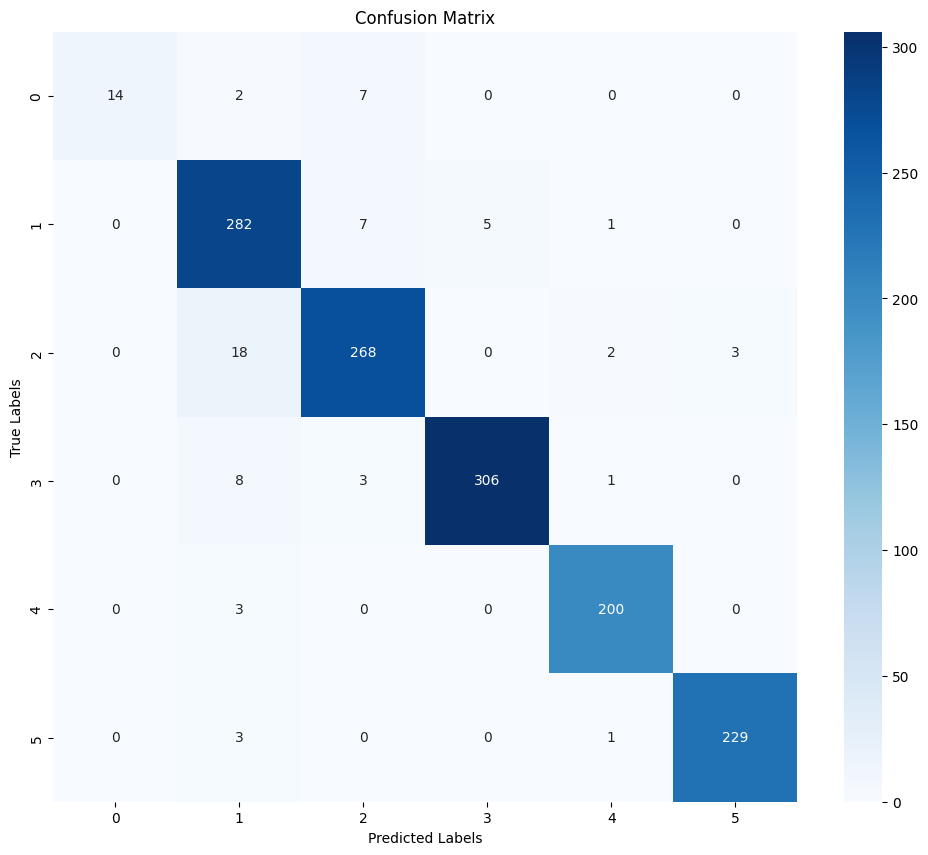 Confusion Matrix
True Labels
0 14 2 7 0 0 0
1 0 282 7 5 1 0
2 0 18 268 0 2 3
3 0 8 3 306 1 0
4 0 3 0 0 200 0
5 0 3 0 0 1 229
0 1 2 3 4 5
Predicted Labels
300
250
200
150
100
50
0